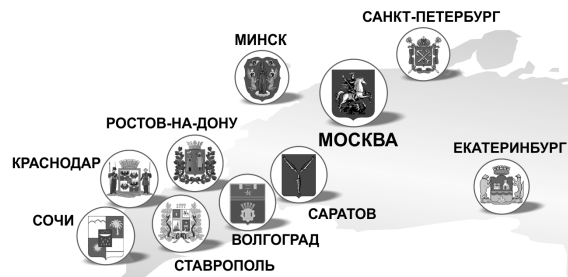 САНКТ-ПЕТЕРБУРГ
МИНСК
РОСТОВ-НА-ДОНУ
МОСКВА
ЕКАТЕРИНБУРГ
КРАСНОДАР
СОЧИ
САРАТОВ
ВОЛГОГРАД
СТАВРОПОЛЬ